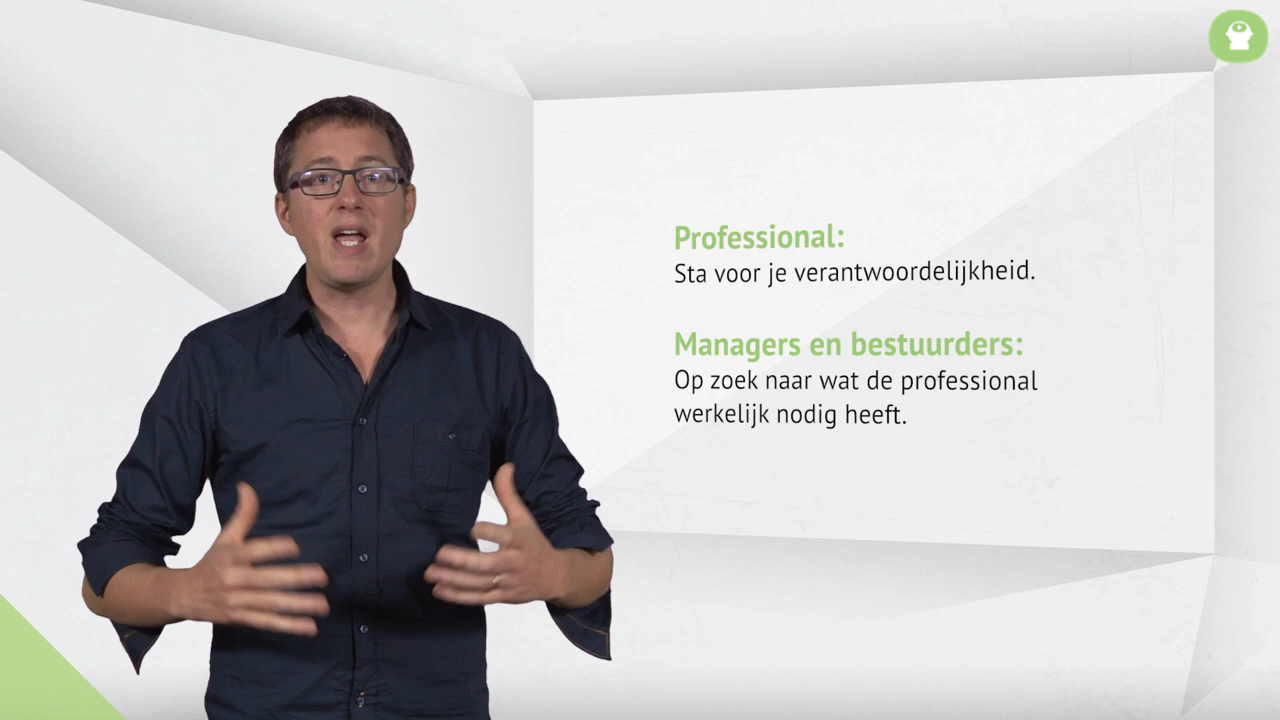 Professional:
Sta voor je verantwoordelijkheid.
Managers en bestuurders:
Op zoek naar wat de professional
werkelijk nodig heeft.